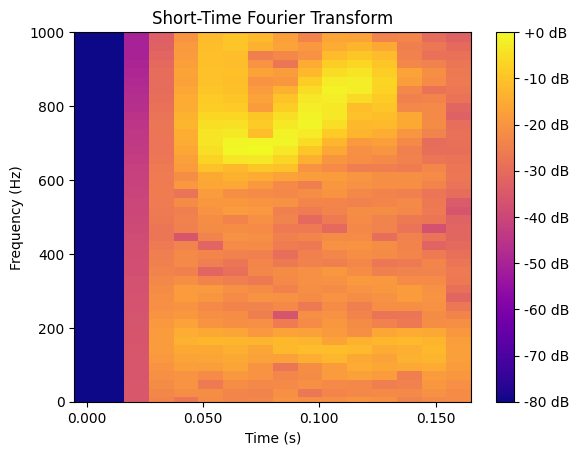 Short-Time Fourier Transform
Frequency (Hz)
1000
800
600
400
200
0
0.000
0.050
0.100
0.150
Time (s)
+0 dB
-10 dB
-20 dB
-30 dB
-40 dB
-50 dB
-60 dB
-70 dB
-80 dB